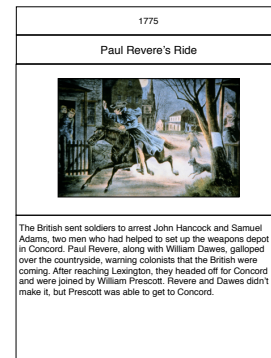 1775
Paul Revere's Ride
The British sent soldiers to arrest John Hancock and Samuel
Adams, two men who had helped to set up the weapons depot
in Concord. Paul Revere, along with William Dawes, galloped
over the countryside, warning colonists that the British were
coming. After reaching Lexington, they headed off for Concord
and were joined by William Prescott. Revere and Dawes didn't
make it, but Prescott was able to get to Concord.